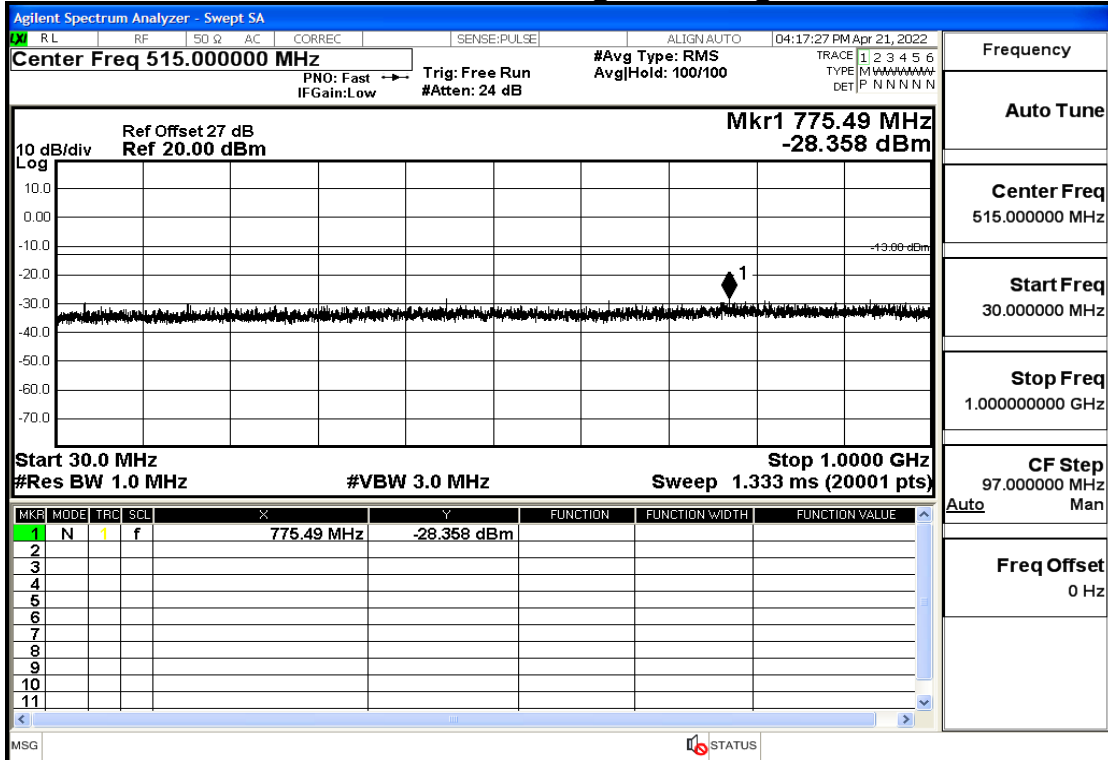 Agilent Spectrum Analyzer - Swept SA
LXI RL RF 50 Ω AC CORREC SENSE:PULSE ALIGN AUTO 04:17:27 PM Apr 21, 2022
Center Freq 515.000000 MHz #Avg Type: RMS TRACE 1 2 3 4 5 6
PNO: Fast Trig: Free Run Avg|Hold: 100/100 TYPE M WWWWW
IFGain:Low #Atten: 24 dB DET P N N N N N
Frequency
Auto Tune
Center Freq
515.000000 MHz
Start Freq
30.000000 MHz
Stop Freq
1.000000000 GHz
CF Step
97.000000 MHz
Auto Man
Freq Offset
0 Hz
Ref Offset 27 dB Mkr1 775.49 MHz
10 dB/div Ref 20.00 dBm -28.358 dBm
Log
10.0
0.00
-10.0
-13.00 dBm
-20.0
1
-30.0
-40.0
-50.0
-60.0
-70.0
Start 30.0 MHz Stop 1.0000 GHz
#Res BW 1.0 MHz #VBW 3.0 MHz Sweep 1.333 ms (20001 pts)
MKR MODE TRC SCL X Y FUNCTION FUNCTION WIDTH FUNCTION VALUE
1 N 1 f 775.49 MHz -28.358 dBm
2
3
4
5
6
7
8
9
10
11
MSG STATUS